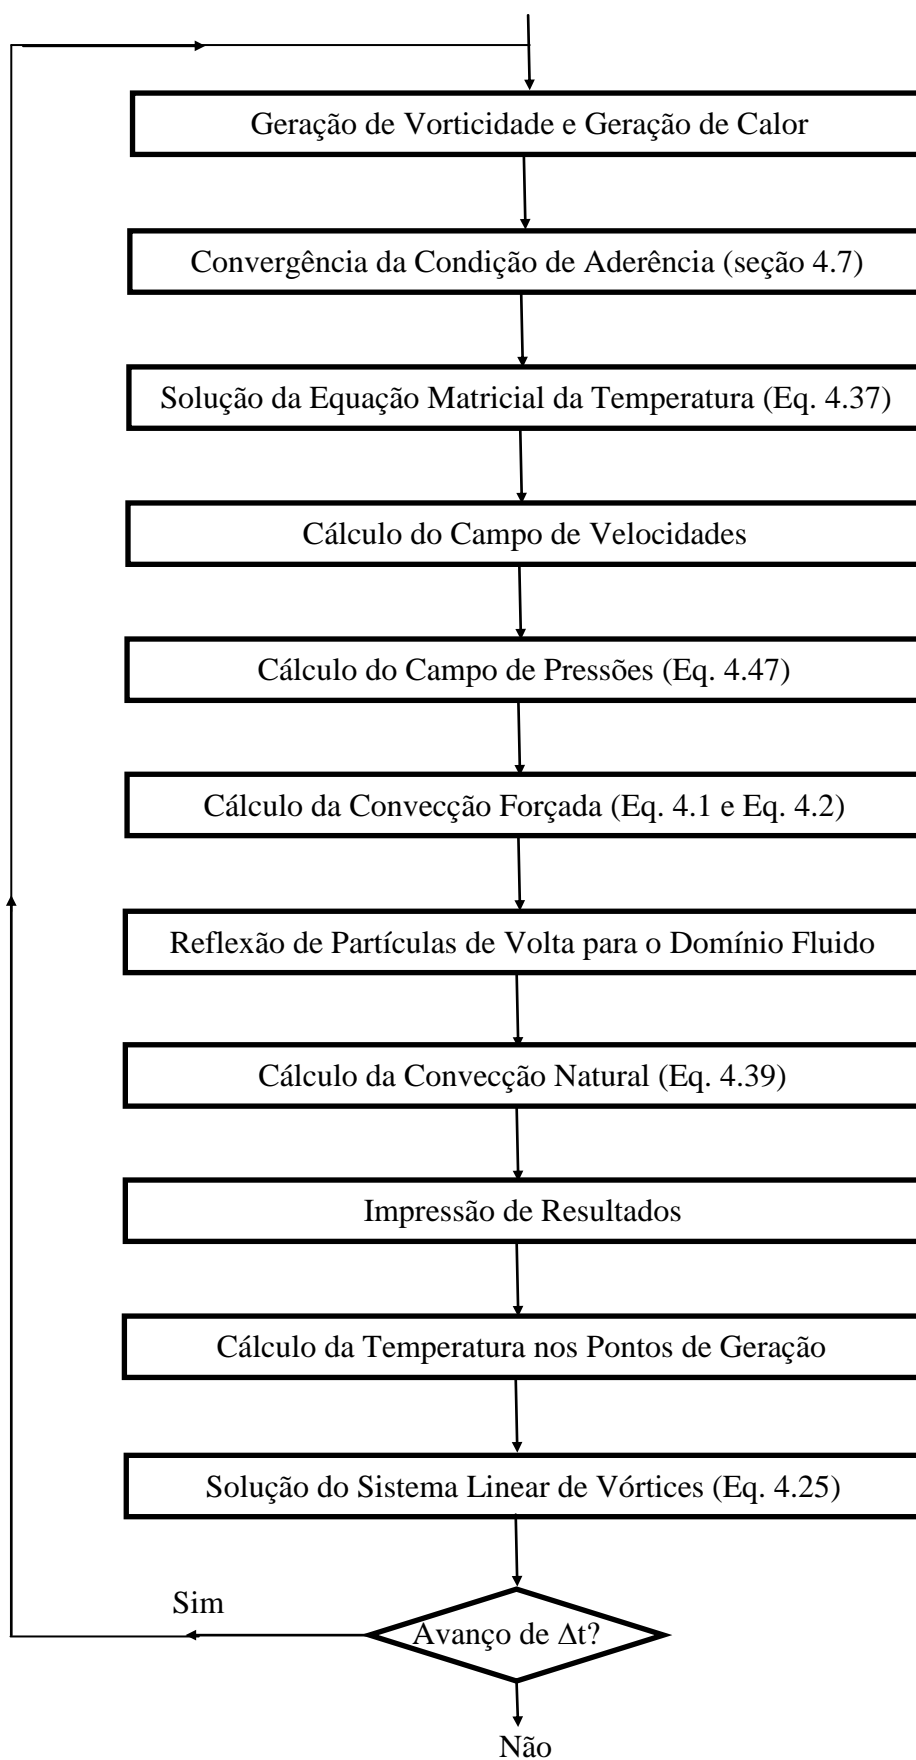 Geração de Vorticidade e Geração de Calor
Convergência da Condição de Aderência (seção 4.7)
Solução da Equação Matricial da Temperatura (Eq. 4.37)
Cálculo do Campo de Velocidades
Cálculo do Campo de Pressões (Eq. 4.47)
Cálculo da Convecção Forçada (Eq. 4.1 e Eq. 4.2)
Reflexão de Partículas de Volta para o Domínio Fluido
Cálculo da Convecção Natural (Eq. 4.39)
Impressão de Resultados
Cálculo da Temperatura nos Pontos de Geração
Solução do Sistema Linear de Vórtices (Eq. 4.25)
Sim
Avanço de Δt?
Não